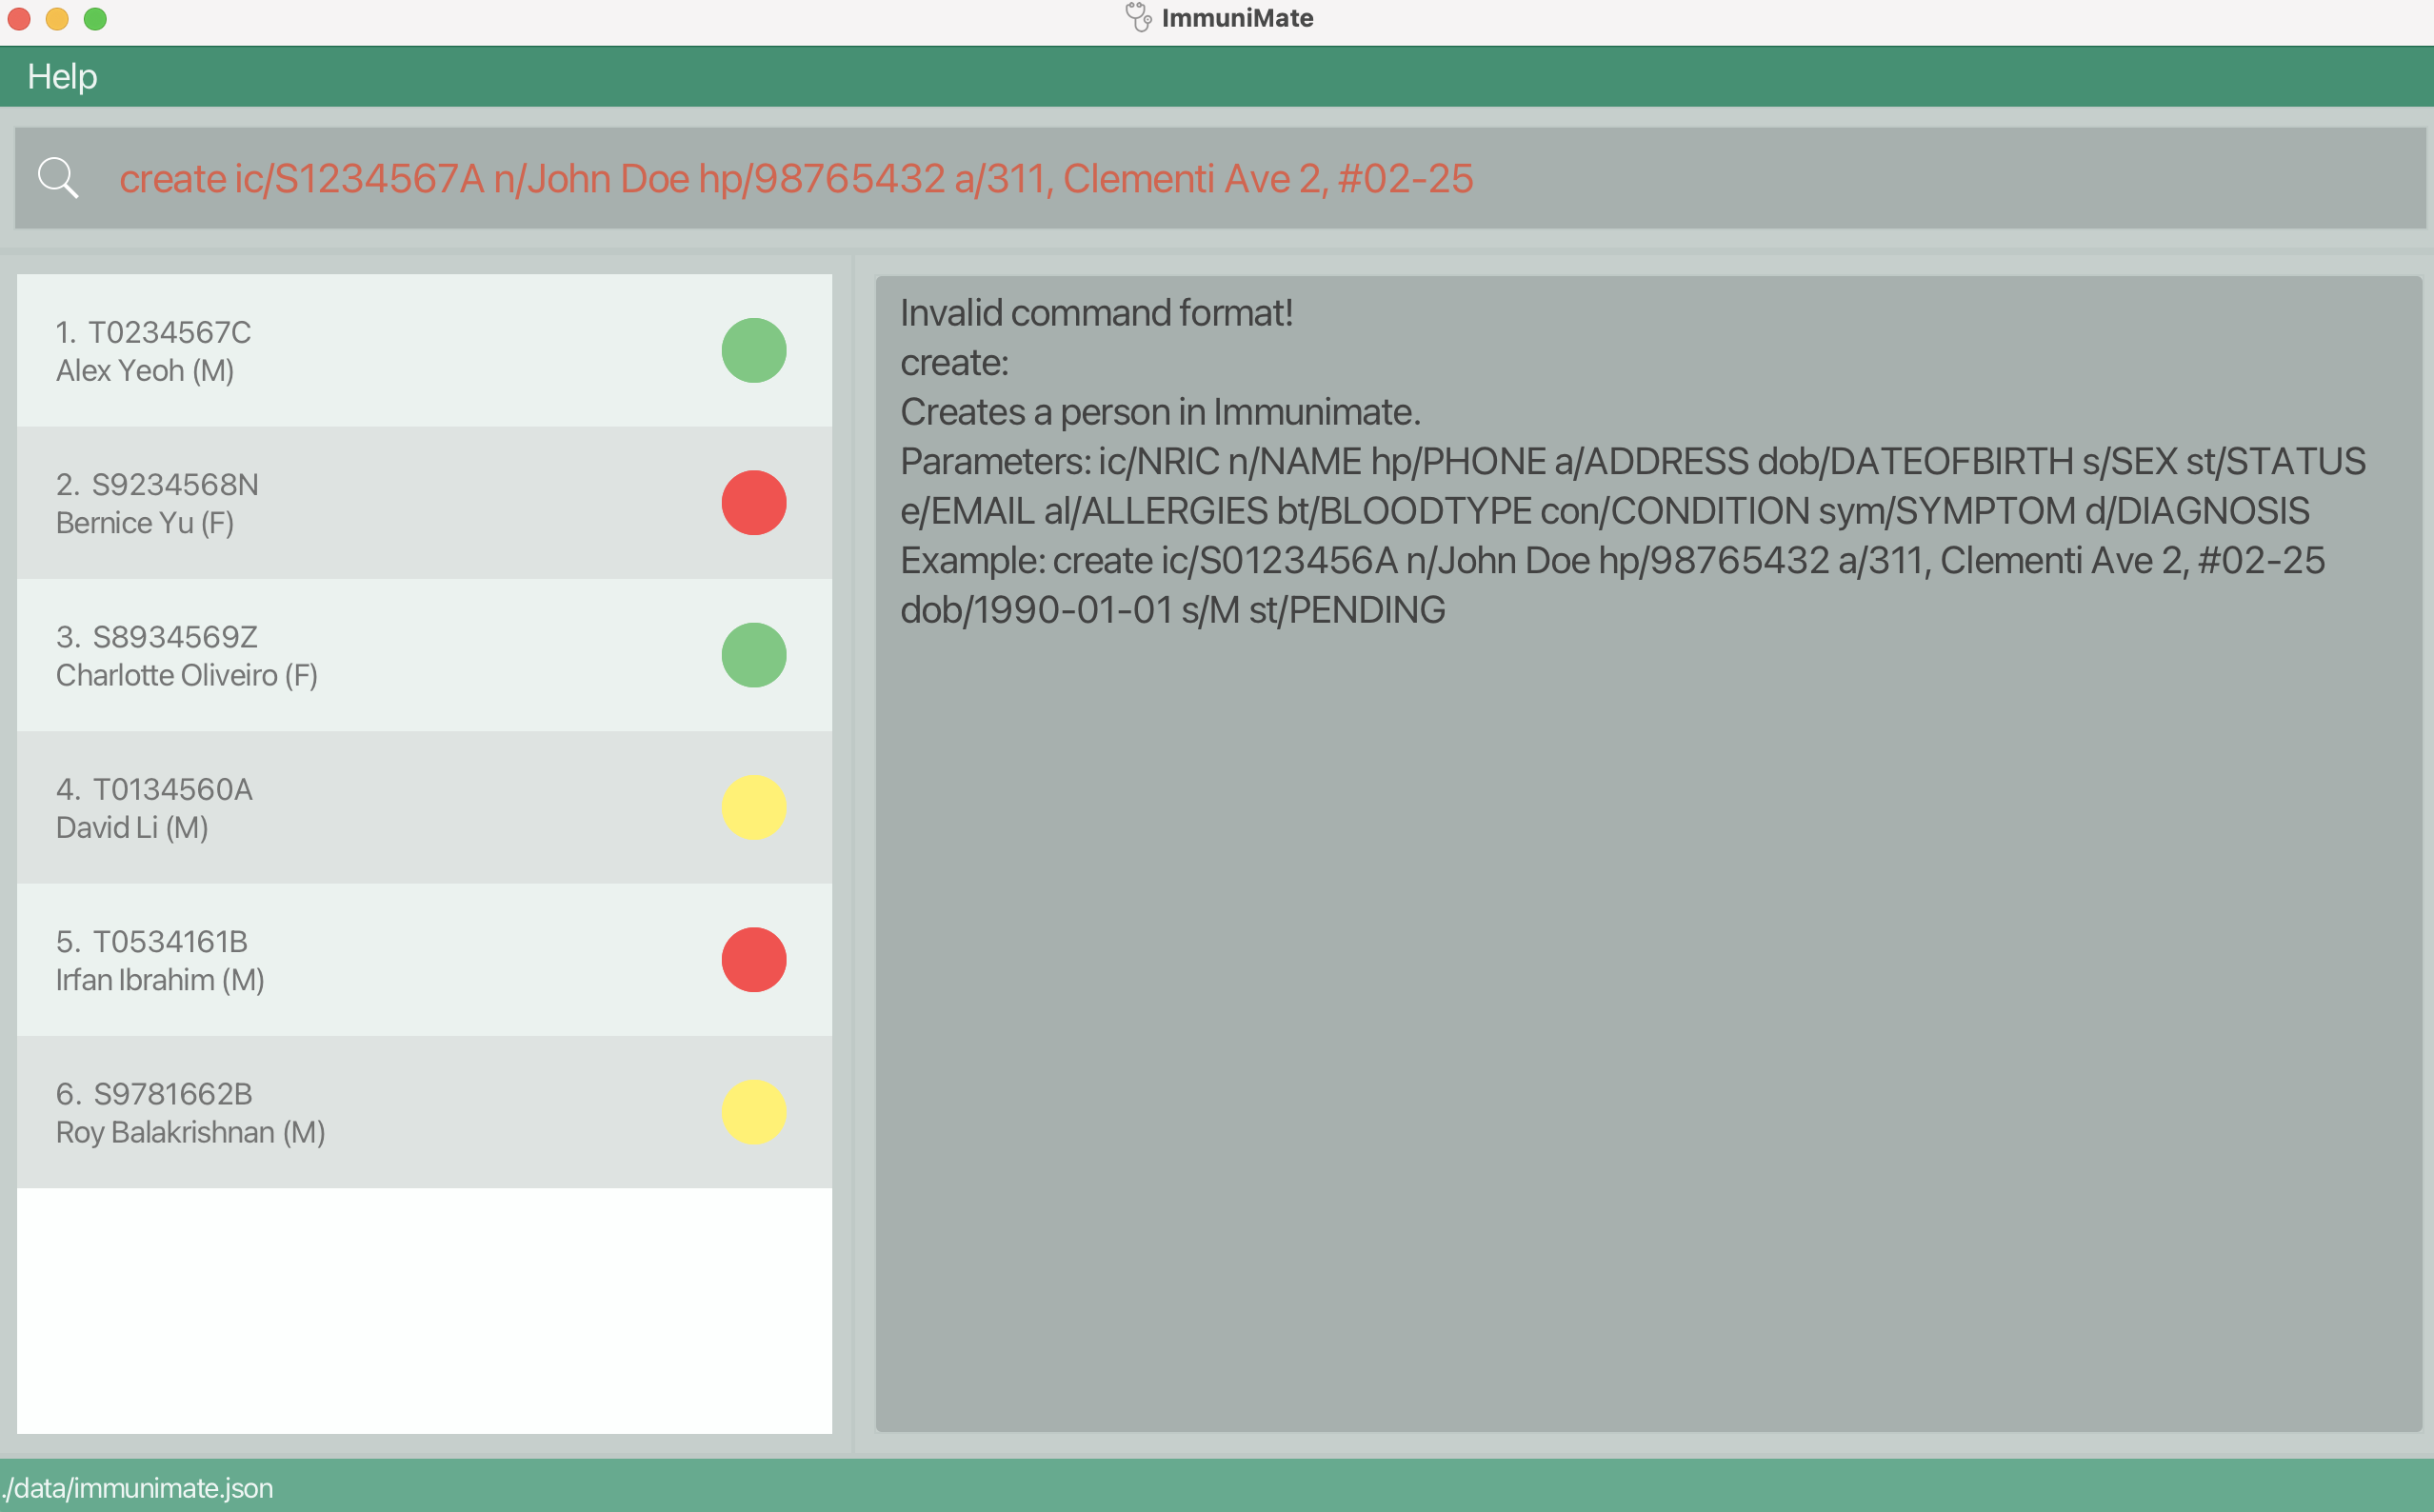 ImmuniMate
Help
create ic/S1234567A n/John Doe hp/98765432 a/311, Clementi Ave 2, #02-25
1. T0234567C
Alex Yeoh (M)
2. S9234568N
Bernice Yu (F)
3. S8934569Z
Charlotte Oliveiro (F)
4. T0134560A
David Li (M)
5. T0534161B
Irfan Ibrahim (M)
6. S9781662B
Roy Balakrishnan (M)
Invalid command format!
create:
Creates a person in Immunimate.
Parameters: ic/NRIC n/NAME hp/PHONE a/ADDRESS dob/DATEOFBIRTH s/SEX st/STATUS
e/EMAIL al/ALLERGIES bt/BLOODTYPE con/CONDITION sym/SYMPTOM d/DIAGNOSIS
Example: create ic/S0123456A n/John Doe hp/98765432 a/311, Clementi Ave 2, #02-25
dob/1990-01-01 s/M st/PENDING
./data/immunimate.json